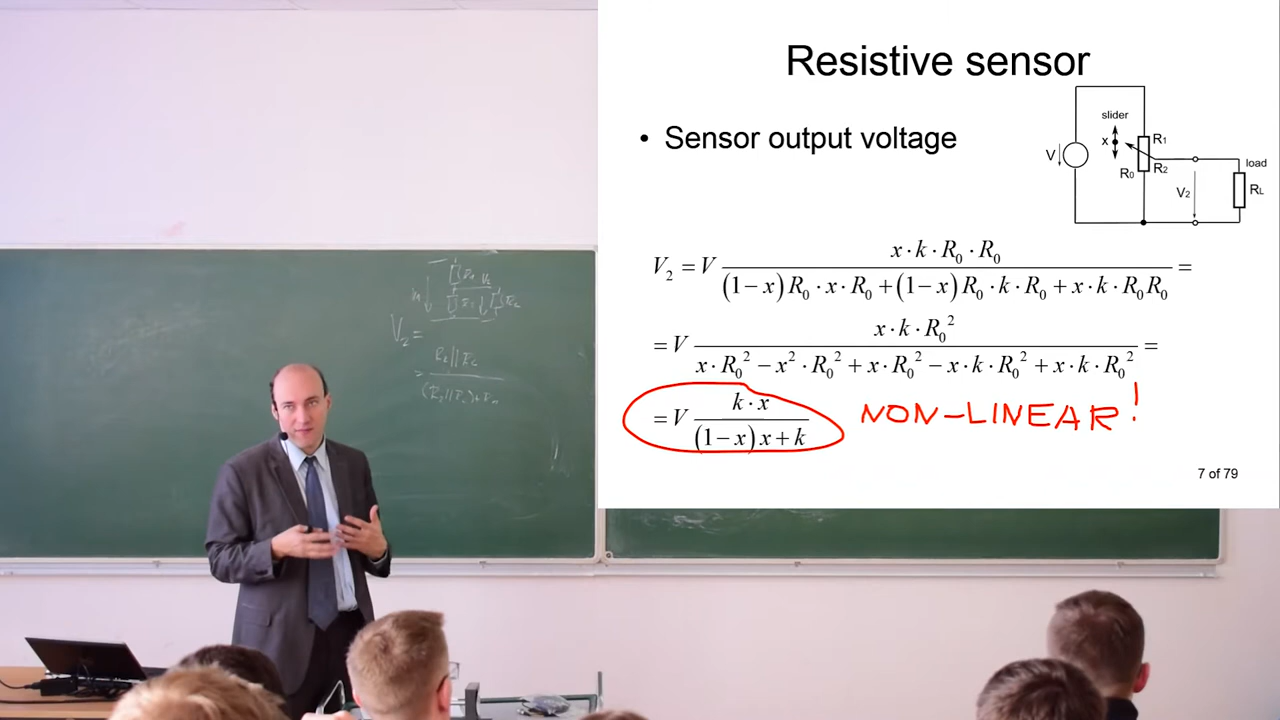 Resistive sensor
• Sensor output voltage
slider
x
V
R₁
R₀
R₂
V₂
load
R_L
V₂ = V (x·k·R₀·R₀) / ((1−x)R₀·x·R₀+(1−x)R₀·k·R₀+x·k·R₀R₀) =
= V (x·k·R₀²) / (x·R₀²−x²·R₀²+x·R₀²−x·k·R₀²+x·k·R₀²) =
= V (k·x) / ((1−x)x+k)
NON-LINEAR!
7 of 79
V₂ =